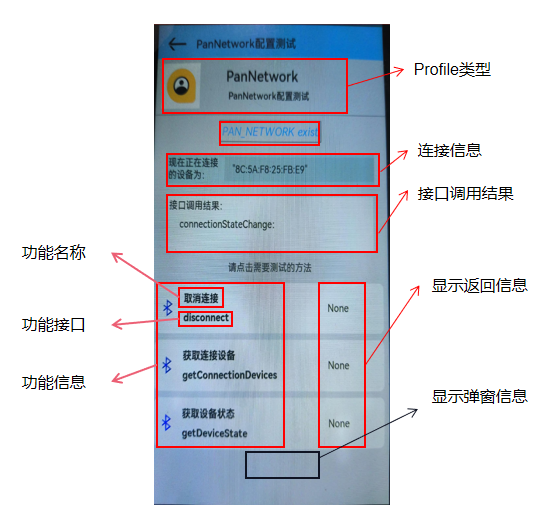 PanNetwork配置测试
PanNetwork
PanNetwork配置测试
Profile类型
PAN_NETWORK exist
现在正在连接
的设备为:
"8C:5A:F8:25:FB:E9"
连接信息
接口调用结果:
connectionStateChange:
接口调用结果
请点击需要测试的方法
功能名称
取消连接
disconnect
None
显示返回信息
功能接口
获取连接设备
getConnectionDevices
None
功能信息
获取设备状态
getDeviceState
None
显示弹窗信息